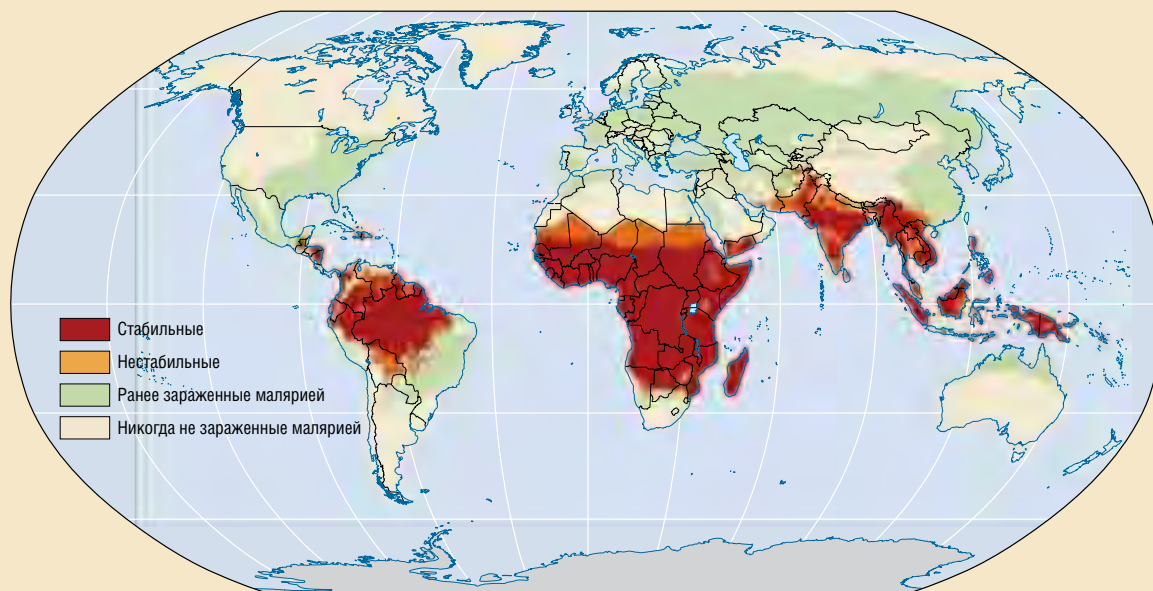 Стабильные
Нестабильные
Ранее зараженные малярией
Никогда не зараженные малярией